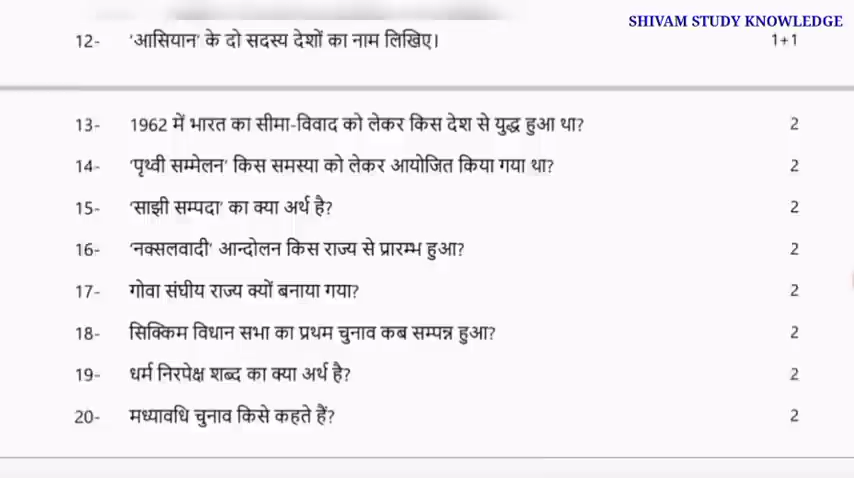 SHIVAM STUDY KNOWLEDGE
12- 'आसियान' के दो सदस्य देशों का नाम लिखिए। 1+1
13- 1962 में भारत का सीमा-विवाद को लेकर किस देश से युद्ध हुआ था? 2
14- 'पृथ्वी सम्मेलन' किस समस्या को लेकर आयोजित किया गया था? 2
15- 'साझी सम्पदा' का क्या अर्थ है? 2
16- 'नक्सलवादी' आन्दोलन किस राज्य से प्रारम्भ हुआ? 2
17- गोवा संघीय राज्य क्यों बनाया गया? 2
18- सिक्किम विधान सभा का प्रथम चुनाव कब सम्पन्न हुआ? 2
19- धर्म निरपेक्ष शब्द का क्या अर्थ है? 2
20- मध्यावधि चुनाव किसे कहते हैं? 2